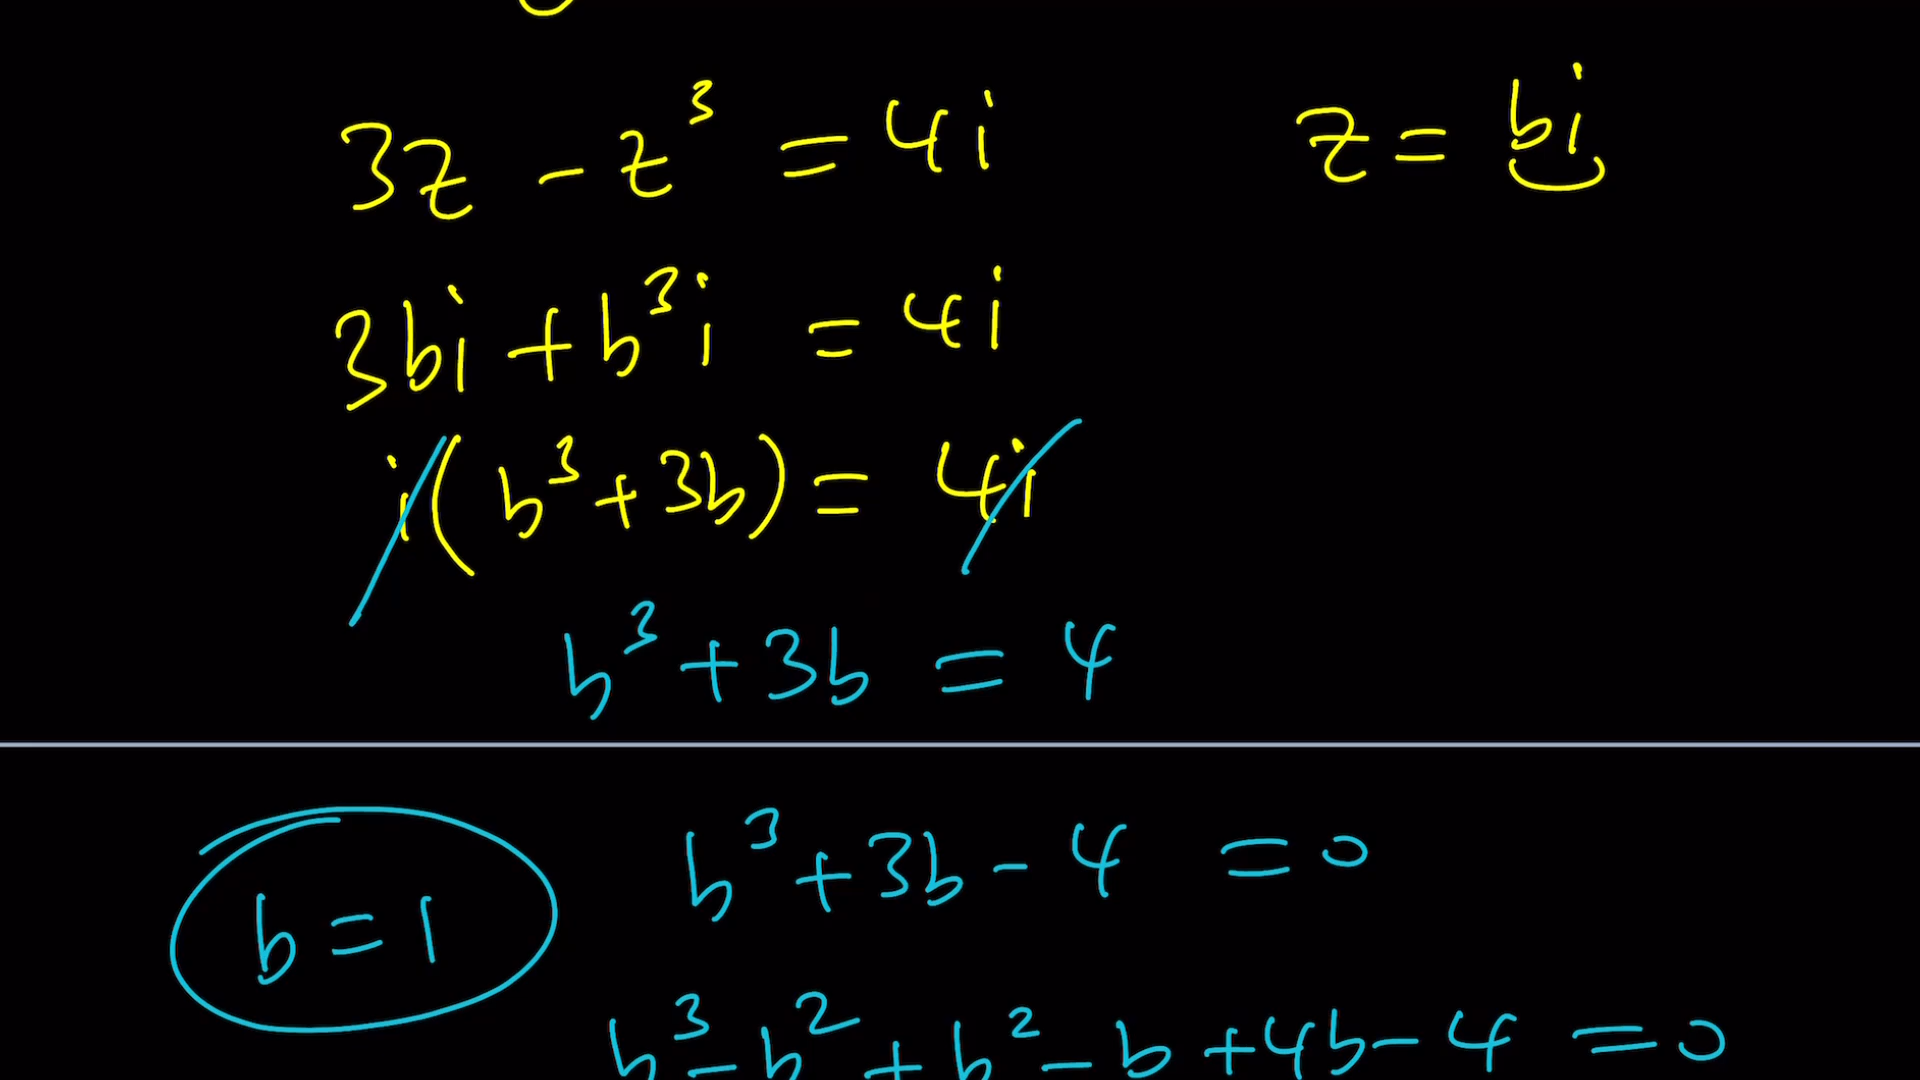 3z - z³ = 4i
z = bi
3bi + b³i = 4i
i(b³ + 3b) = 4i
b³ + 3b = 4
b³ + 3b - 4 = 0
b = 1
b³ - b² + b² - b + 4b - 4 = 0